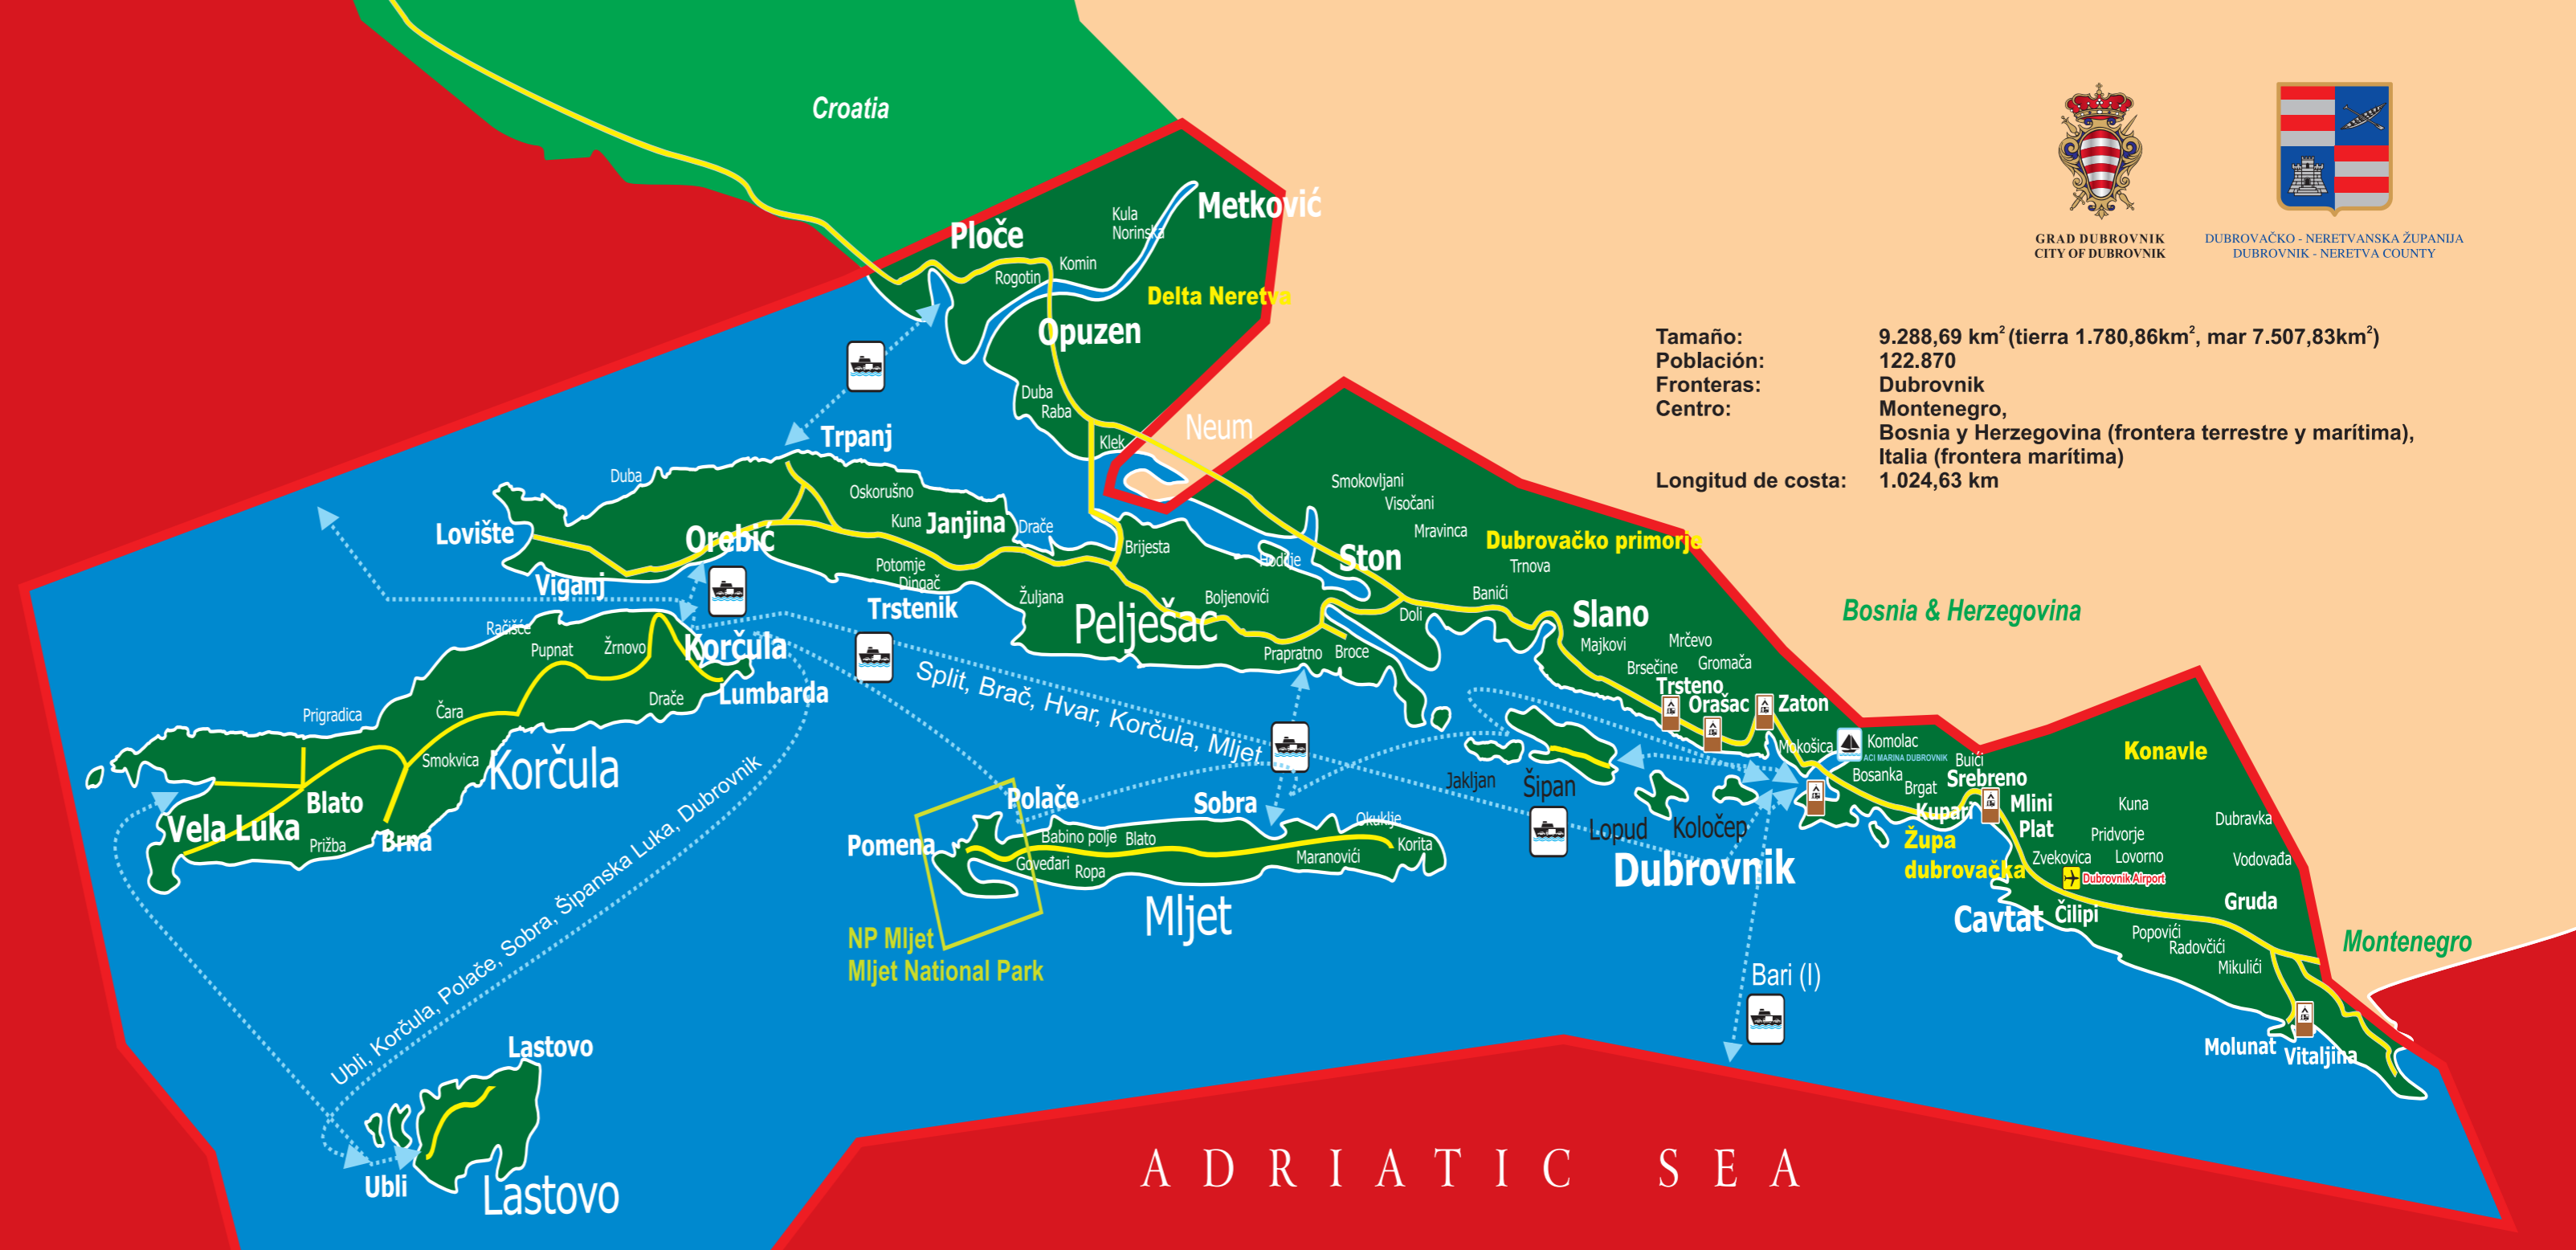 Croatia
GRAD DUBROVNIK
CITY OF DUBROVNIK
DUBROVAČKO - NERETVANSKA ŽUPANIJA
DUBROVNIK - NERETVA COUNTY
Metković
Kula
Norinska
Ploče
Komin
Rogotin
Delta Neretva
Opuzen
Tamaño: 9.288,69 km² (tierra 1.780,86km², mar 7.507,83km²)
Población: 122.870
Fronteras: Dubrovnik
Centro: Montenegro,
Bosnia y Herzegovina (frontera terrestre y marítima),
Italia (frontera marítima)
Longitud de costa: 1.024,63 km
Duba
Raba
Klek
Neum
Trpanj
Duba
Oskorušno
Kuna
Janjina
Drače
Lovište
Orebić
Viganj
Potomje
Dingač
Trstenik
Žuljana
Brijesta
Boljenovići
Pelješac
Hodilje
Ston
Smokovljani
Visočani
Mravinca
Dubrovačko primorje
Trnova
Banići
Doli
Prapratno
Broce
Slano
Majkovi
Mrčevo
Brsečine
Gromača
Trsteno
Orašac
Zaton
Bosnia & Herzegovina
Račišće
Pupnat
Žrnovo
Korčula
Lumbarda
Drače
Čara
Prigradica
Smokvica
Korčula
Blato
Vela Luka
Prižba
Brna
Split, Brač, Hvar, Korčula, Mljet
Ubli, Korčula, Polače, Sobra, Šipanska Luka, Dubrovnik
Jakljan
Šipan
Lopud
Koločep
Dubrovnik
Mokošica
Komolac
ACI MARINA DUBROVNIK
Bosanka
Brgat
Buići
Srebreno
Kupari
Mlini
Plat
Župa
dubrovačka
Konavle
Kuna
Dubravka
Pridvorje
Zvekovica
Lovorno
Vodovađa
Dubrovnik Airport
Cavtat
Čilipi
Gruda
Popovići
Radovčići
Mikulići
Montenegro
Molunat
Vitaljina
Polače
Sobra
Okuklje
Pomena
Babino polje
Blato
Goveđari
Ropa
Maranovići
Korita
Mljet
NP Mljet
Mljet National Park
Bari (I)
Lastovo
Ubli
Lastovo
ADRIATIC SEA